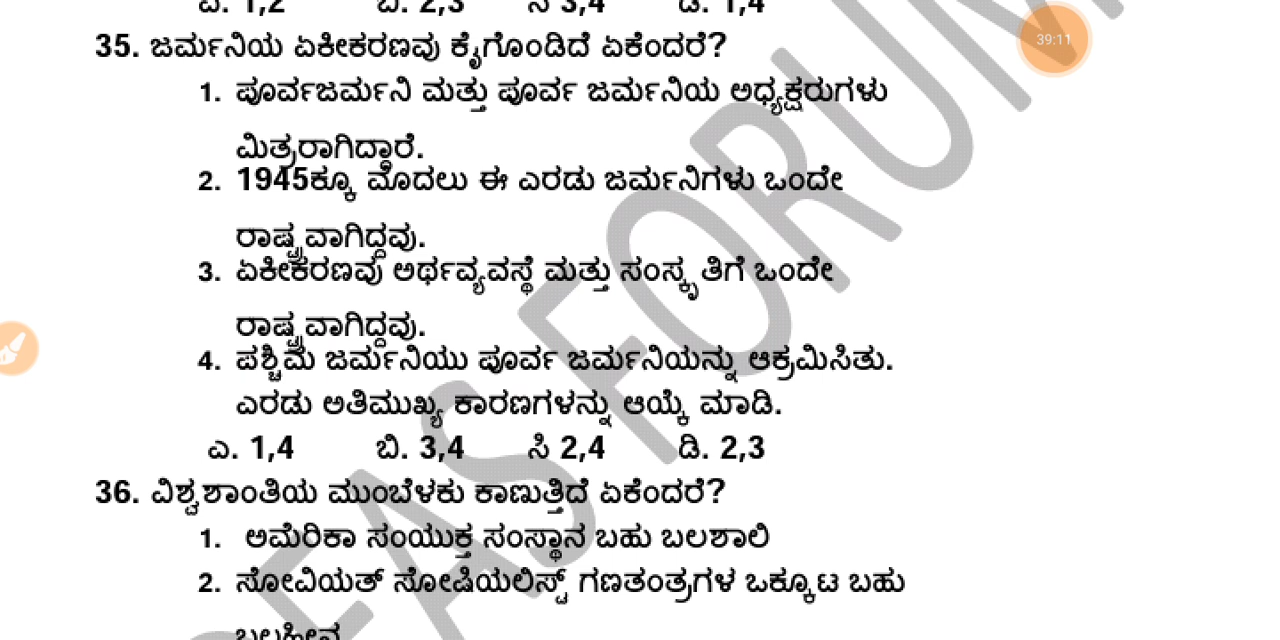 ಎ. 1,2 ಬಿ. 2,3 ಸಿ 3,4 ಡಿ. 1,4
35. ಜರ್ಮನಿಯ ಏಕೀಕರಣವು ಕೈಗೊಂಡಿದೆ ಏಕೆಂದರೆ?
39:11
1. ಪೂರ್ವಜರ್ಮನಿ ಮತ್ತು ಪೂರ್ವ ಜರ್ಮನಿಯ ಅಧ್ಯಕ್ಷರುಗಳು
ಮಿತ್ರರಾಗಿದ್ದಾರೆ.
2. 1945ಕ್ಕೂ ಮೊದಲು ಈ ಎರಡು ಜರ್ಮನಿಗಳು ಒಂದೇ
ರಾಷ್ಟ್ರವಾಗಿದ್ದವು.
3. ಏಕೀಕರಣವು ಅರ್ಥವ್ಯವಸ್ಥೆ ಮತ್ತು ಸಂಸ್ಕೃತಿಗೆ ಒಂದೇ
ರಾಷ್ಟ್ರವಾಗಿದ್ದವು.
4. ಪಶ್ಚಿಮ ಜರ್ಮನಿಯು ಪೂರ್ವ ಜರ್ಮನಿಯನ್ನು ಆಕ್ರಮಿಸಿತು.
ಎರಡು ಅತಿಮುಖ್ಯ ಕಾರಣಗಳನ್ನು ಆಯ್ಕೆ ಮಾಡಿ.
ಎ. 1,4 ಬಿ. 3,4 ಸಿ 2,4 ಡಿ. 2,3
36. ವಿಶ್ವಶಾಂತಿಯ ಮುಂಬೆಳಕು ಕಾಣುತ್ತಿದೆ ಏಕೆಂದರೆ?
1. ಅಮೆರಿಕಾ ಸಂಯುಕ್ತ ಸಂಸ್ಥಾನ ಬಹು ಬಲಶಾಲಿ
2. ಸೋವಿಯತ್ ಸೋಷಿಯಲಿಸ್ಟ್ ಗಣತಂತ್ರಗಳ ಒಕ್ಕೂಟ ಬಹು
ಬಲಹೀನ
EAS FORUM